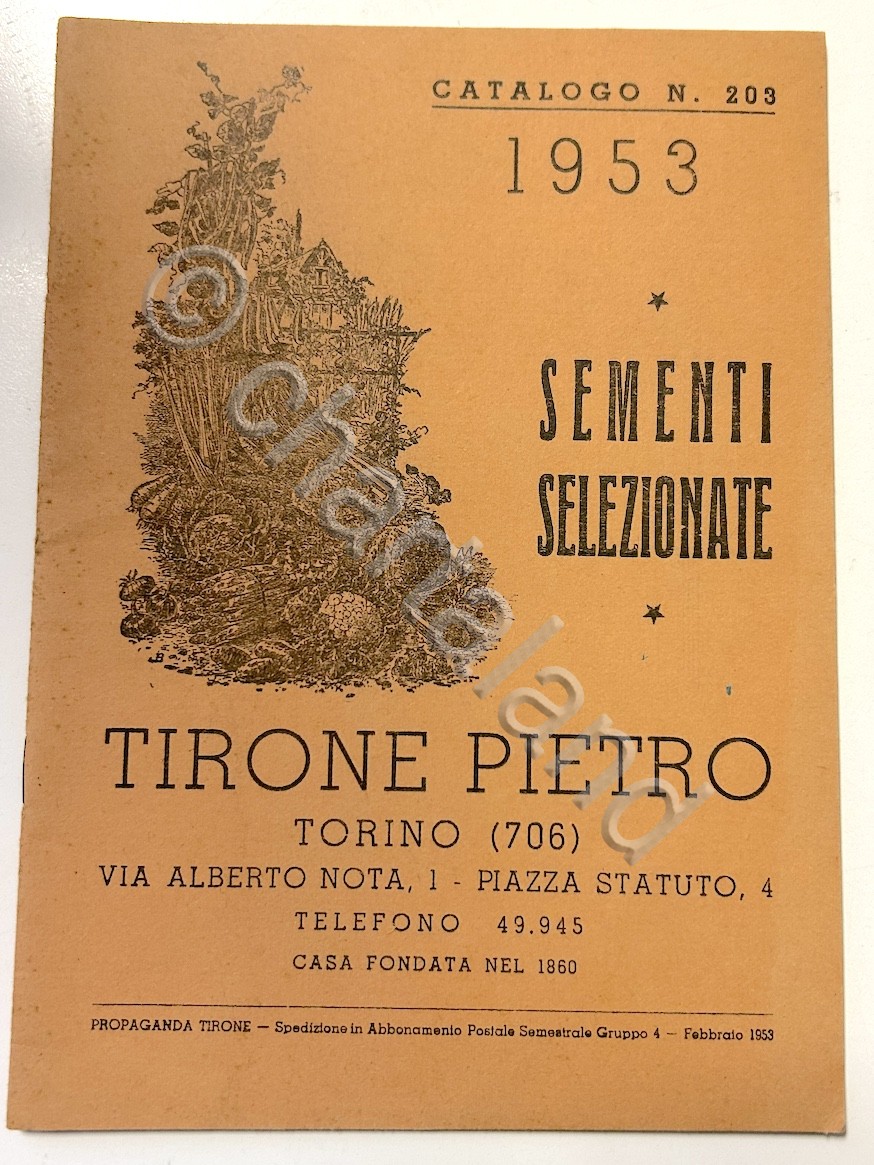 CATALOGO N. 203
1953
SEMENTI
SELEZIONATE
TIRONE PIETRO
TORINO (706)
VIA ALBERTO NOTA, 1 - PIAZZA STATUTO, 4
TELEFONO 49.945
CASA FONDATA NEL 1860
PROPAGANDA TIRONE — Spedizione in Abbonamento Postale Semestrale Gruppo 4 — Febbraio 1953
© chartaland